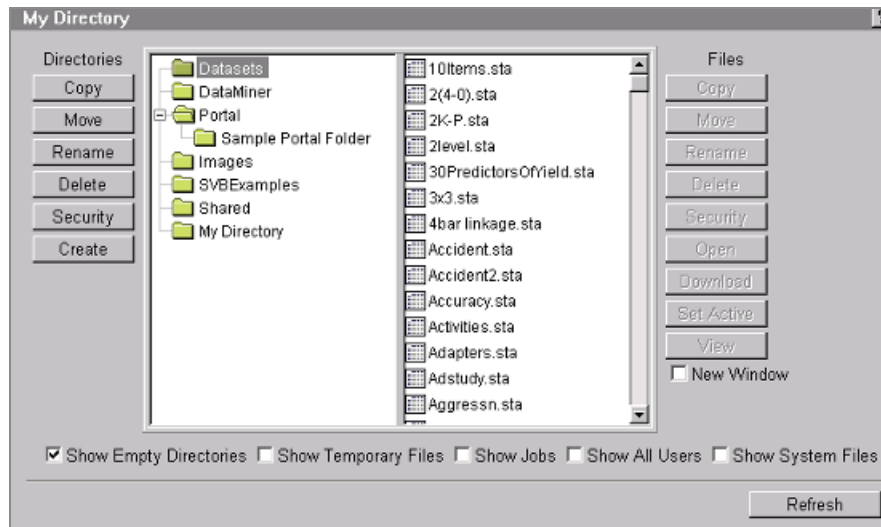 My Directory
Directories
Copy
Move
Rename
Delete
Security
Create
Datasets
DataMiner
Portal
Sample Portal Folder
Images
SVBExamples
Shared
My Directory
10Items.sta
2(4-0).sta
2K-P.sta
2level.sta
30PredictorsOfYield.sta
3x3.sta
4bar linkage.sta
Accident.sta
Accident2.sta
Accuracy.sta
Activities.sta
Adapters.sta
Adstudy.sta
Aggressn.sta
Files
Copy
Move
Rename
Delete
Security
Open
Download
Set Active
View
New Window
Show Empty Directories Show Temporary Files Show Jobs Show All Users Show System Files
Refresh